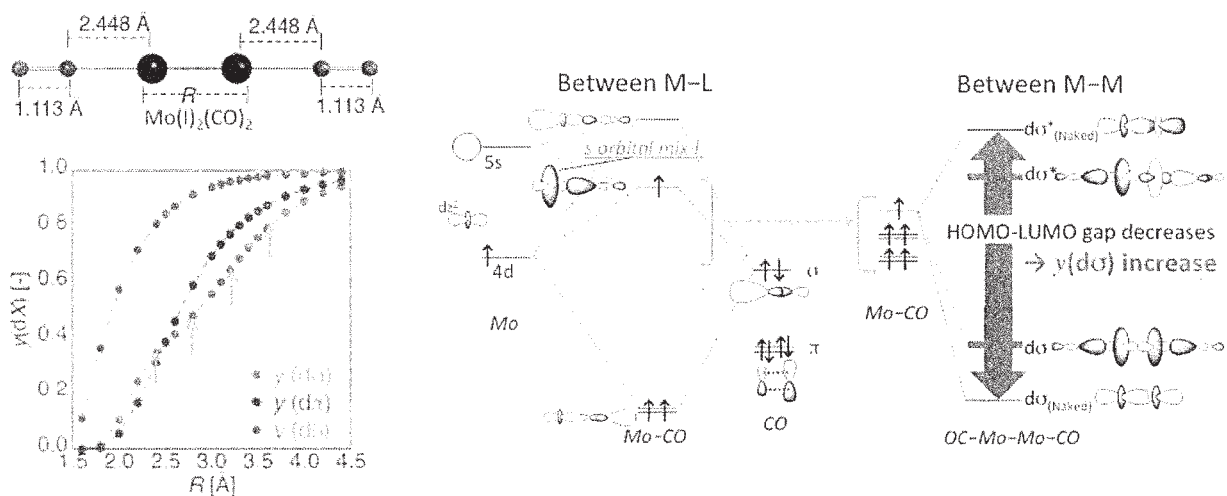 2.448 Å
2.448 Å
1.113 Å
R
1.113 Å
Mo(I)₂(CO)₂
y(dX) [-]
1.0
0.8
0.6
0.4
0.2
0.0
y (dσ)
y (dπ)
y (dδ)
1.5
2.0
2.5
3.0
3.5
4.0
4.5
R [Å]
Between M–L
5s
s orbital mix !
4d
Mo
Mo-CO
σ
π
CO
Mo-CO
Between M–M
dσ*(Naked)
dσ*
HOMO-LUMO gap decreases
→ y(dσ) increase
dσ
dσ(Naked)
OC-Mo-Mo-CO